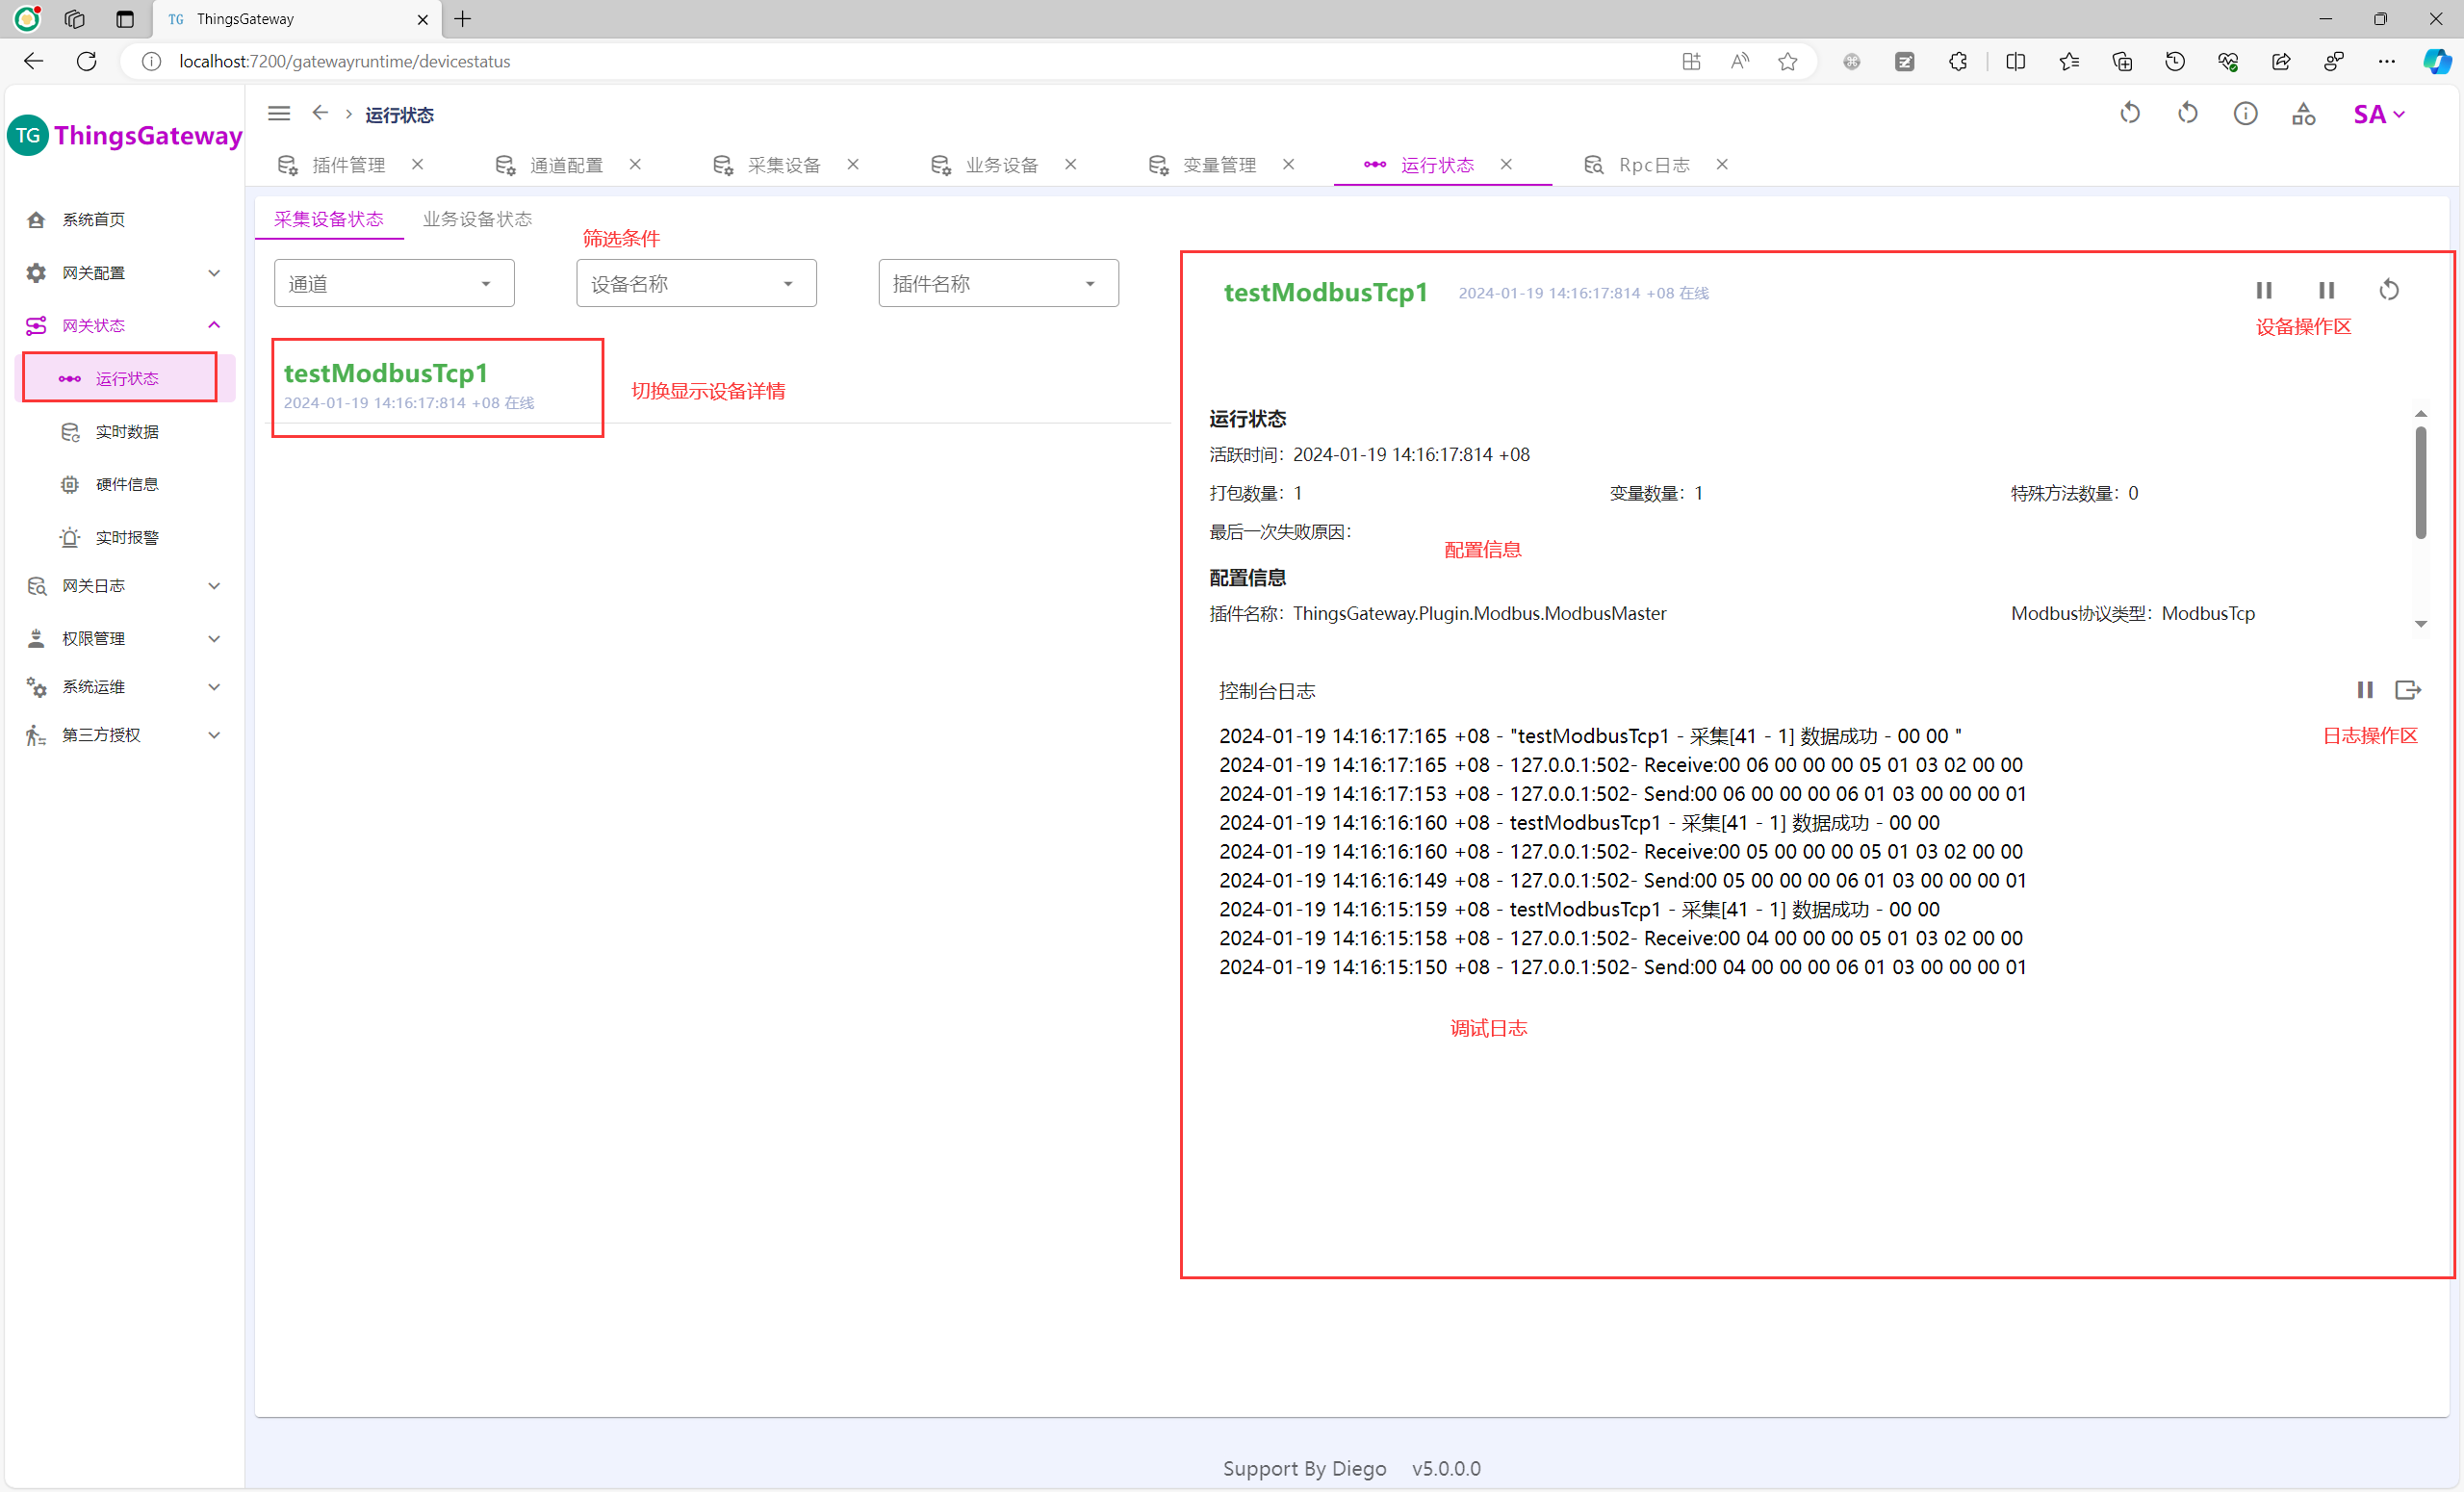 TG ThingsGateway
localhost:7200/gatewayruntime/devicestatus
TG ThingsGateway
运行状态
SA
插件管理
通道配置
采集设备
业务设备
变量管理
运行状态
Rpc日志
系统首页
网关配置
网关状态
运行状态
实时数据
硬件信息
实时报警
网关日志
权限管理
系统运维
第三方授权
采集设备状态
业务设备状态
筛选条件
通道
设备名称
插件名称
testModbusTcp1
2024-01-19 14:16:17:814 +08 在线
切换显示设备详情
testModbusTcp1 2024-01-19 14:16:17:814 +08 在线
设备操作区
运行状态
活跃时间：2024-01-19 14:16:17:814 +08
打包数量：1 变量数量：1 特殊方法数量：0
最后一次失败原因：
配置信息
配置信息
插件名称：ThingsGateway.Plugin.Modbus.ModbusMaster Modbus协议类型：ModbusTcp
控制台日志
日志操作区
2024-01-19 14:16:17:165 +08 - "testModbusTcp1 - 采集[41 - 1] 数据成功 - 00 00 "
2024-01-19 14:16:17:165 +08 - 127.0.0.1:502- Receive:00 06 00 00 00 05 01 03 02 00 00
2024-01-19 14:16:17:153 +08 - 127.0.0.1:502- Send:00 06 00 00 00 06 01 03 00 00 00 01
2024-01-19 14:16:16:160 +08 - testModbusTcp1 - 采集[41 - 1] 数据成功 - 00 00
2024-01-19 14:16:16:160 +08 - 127.0.0.1:502- Receive:00 05 00 00 00 05 01 03 02 00 00
2024-01-19 14:16:16:149 +08 - 127.0.0.1:502- Send:00 05 00 00 00 06 01 03 00 00 00 01
2024-01-19 14:16:15:159 +08 - testModbusTcp1 - 采集[41 - 1] 数据成功 - 00 00
2024-01-19 14:16:15:158 +08 - 127.0.0.1:502- Receive:00 04 00 00 00 05 01 03 02 00 00
2024-01-19 14:16:15:150 +08 - 127.0.0.1:502- Send:00 04 00 00 00 06 01 03 00 00 00 01
调试日志
Support By Diego v5.0.0.0